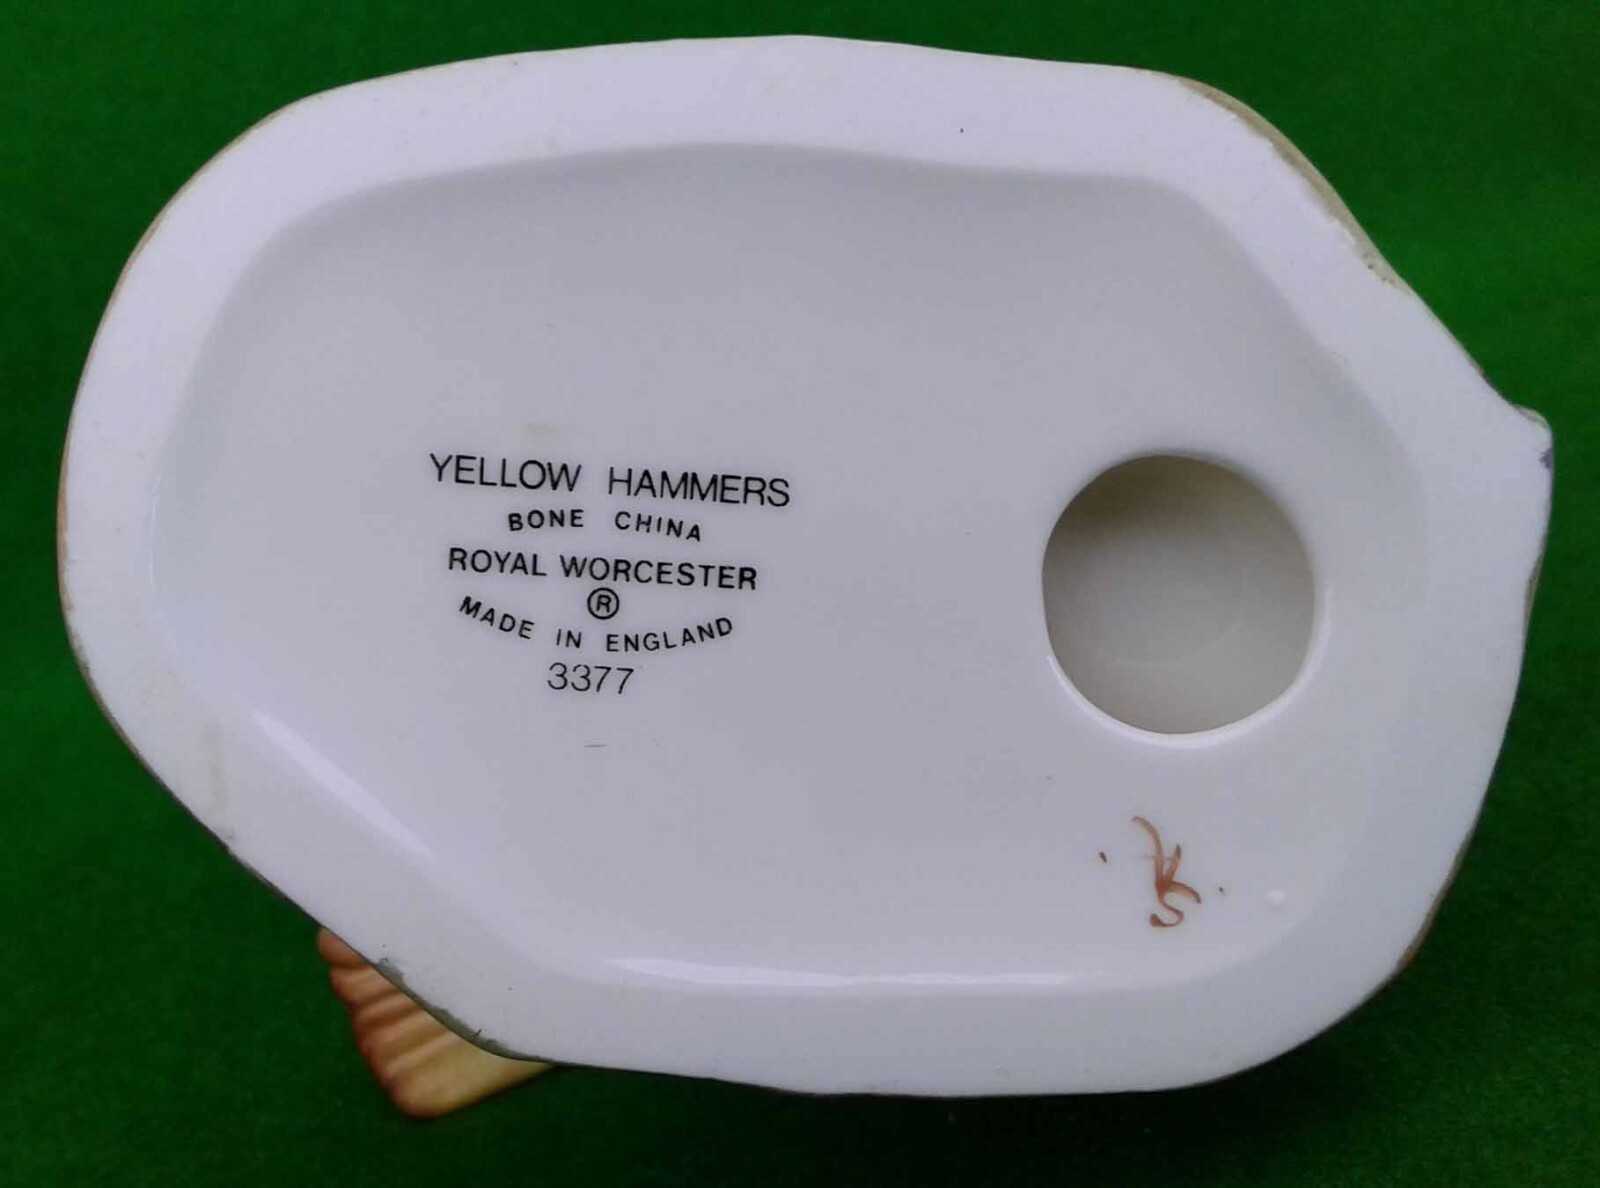 YELLOW HAMMERS
BONE CHINA
ROYAL WORCESTER
®
MADE IN ENGLAND
3377